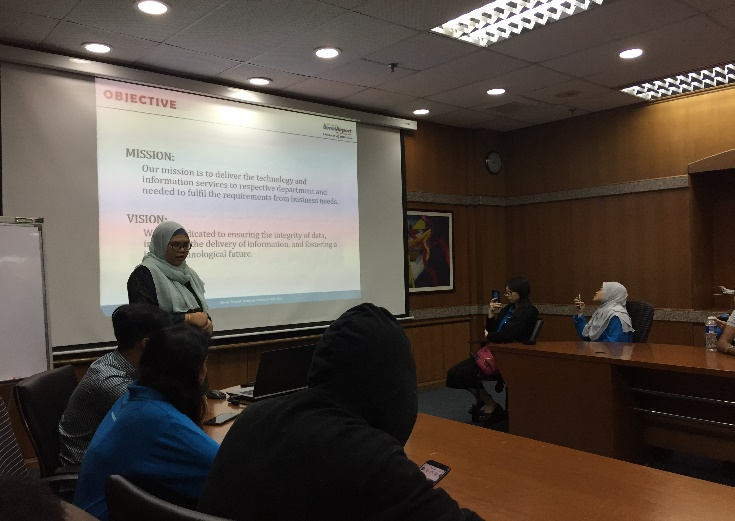 OBJECTIVE
MISSION:
Our mission is to deliver the technology and
information services to respective department and
needed to fulfil the requirements from business needs.
VISION:
dicated to ensuring the integrity of data,
the delivery of information, and fostering a
hnological future.